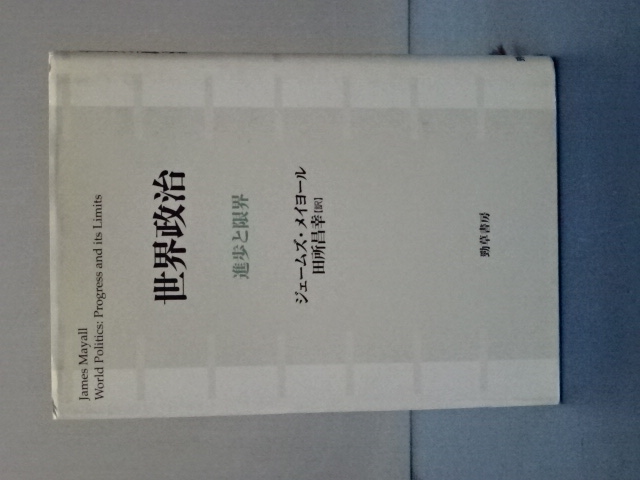 James Mayall
World Politics: Progress and its Limits
世界政治
進歩と限界
ジェームズ・メイヨール
田所昌幸[訳]
勁草書房